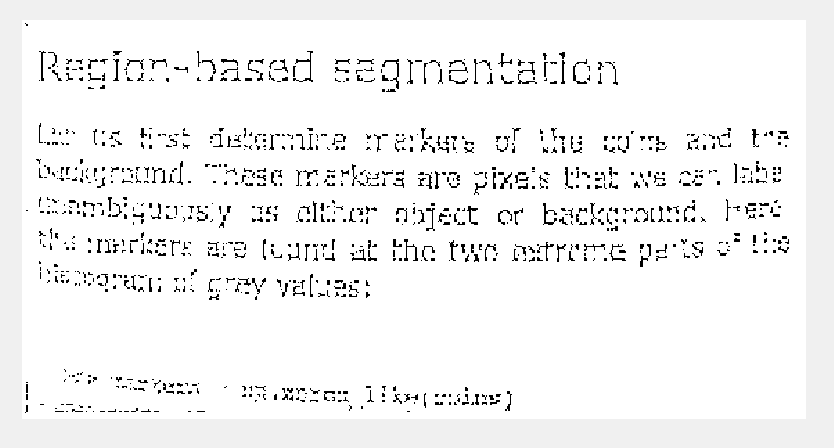 Region-based segmentation
Let us first determine markers of the coins and the
background. These markers are pixels that we can label
unambiguously as either object or background. Here
the markers are found at the two extreme parts of the
histogram of grey values:
>>> markers = np.zeros_like(coins)